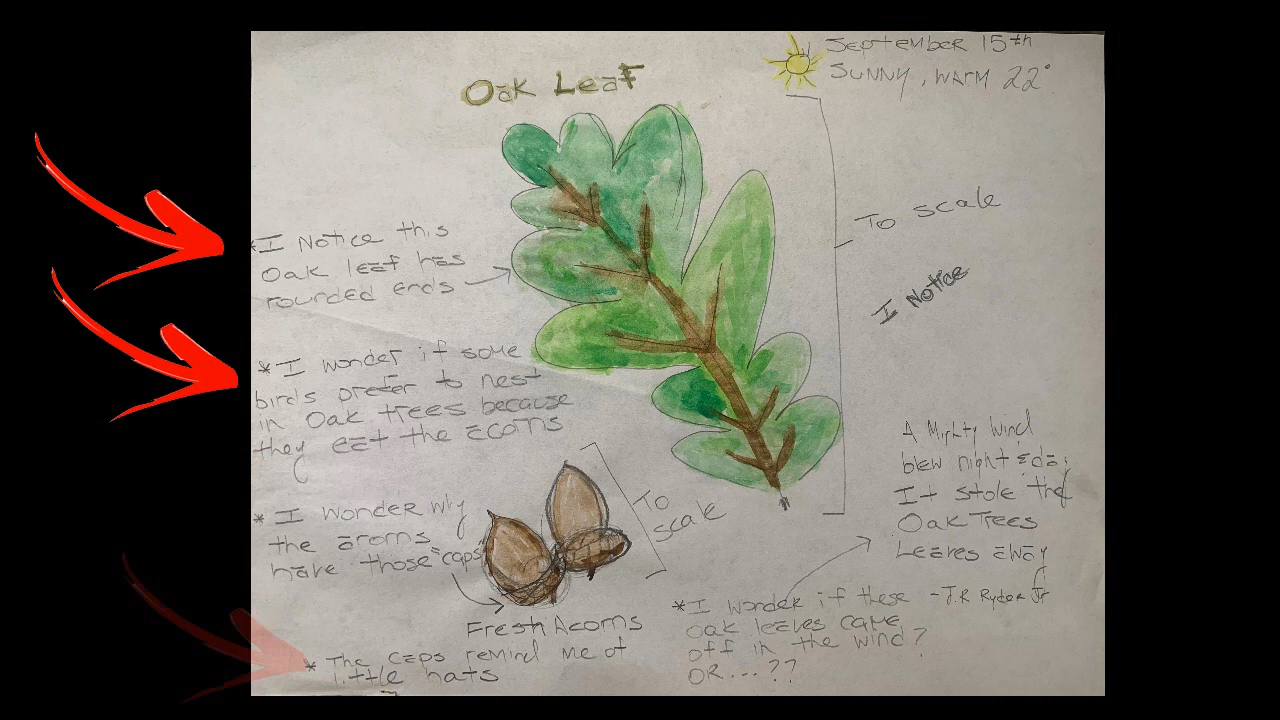 September 15th
Sunny, warm 22°
Oak Leaf
To scale
I Notice
*I Notice this
Oak leaf has
rounded ends
*I wonder if some
birds prefer to nest
in Oak trees because
they eat the acorns
* I wonder why
the acorns
have those "caps"
To
scale
Fresh Acorns
* The caps remind me of
little hats
A Mighty Wind
blew night & day
It stole the
Oak Trees
Leaves away
- J.R Ryder Jr
*I wonder if these
oak leaves came
off in the wind?
OR...??